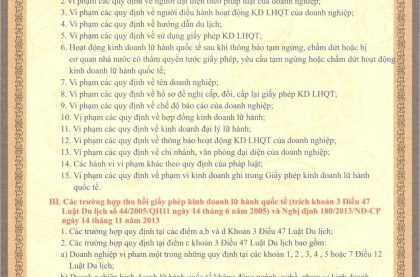 2. Vi phạm các quy định về người đại diện theo pháp luật của doanh nghiệp;
3. Vi phạm các quy định về người điều hành hoạt động KD LHQT của doanh nghiệp;
4. Vi phạm các quy định về hướng dẫn du lịch;
5. Vi phạm các quy định về sử dụng giấy phép KD LHQT;
6. Hoạt động kinh doanh lữ hành quốc tế sau khi thông báo tạm ngừng, chấm dứt hoặc bị
cơ quan nhà nước có thẩm quyền tước giấy phép, yêu cầu tạm ngừng hoặc chấm dứt hoạt động
kinh doanh lữ hành quốc tế;
7. Vi phạm các quy định về tên doanh nghiệp;
8. Vi phạm các quy định về hồ sơ đề nghị cấp, đổi, cấp lại giấy phép KD LHQT;
9. Vi phạm các quy định về chế độ báo cáo của doanh nghiệp;
10. Vi phạm các quy định về hợp đồng kinh doanh lữ hành;
11. Vi phạm các quy định về kinh doanh đại lý lữ hành;
12. Vi phạm các quy định về thông báo hoạt động KD LHQT của doanh nghiệp;
13. Vi phạm các quy định về chi nhánh, văn phòng đại diện của doanh nghiệp;
14. Các hành vi vi phạm khác theo quy định của pháp luật;
15. Vi phạm các quy định về phạm vi kinh doanh ghi trong Giấy phép kinh doanh lữ hành
quốc tế.
III. Các trường hợp thu hồi giấy phép kinh doanh lữ hành quốc tế (trích khoản 3 Điều 47
Luật Du lịch số 44/2005/QH11 ngày 14 tháng 6 năm 2005) và Nghị định 180/2013/NĐ-CP
ngày 14 tháng 11 năm 2013
1. Các trường hợp quy định tại các điểm a,b và d Khoản 3 Điều 47 Luật Du lịch;
2. Các trường hợp quy định tại điểm c khoản 3 Điều 47 Luật Du lịch bao gồm:
a) Doanh nghiệp vi phạm một trong những quy định tại các khoản 1, 2 , 3, 4 , 5 hoặc 7 Điều 12
Luật Du lịch;